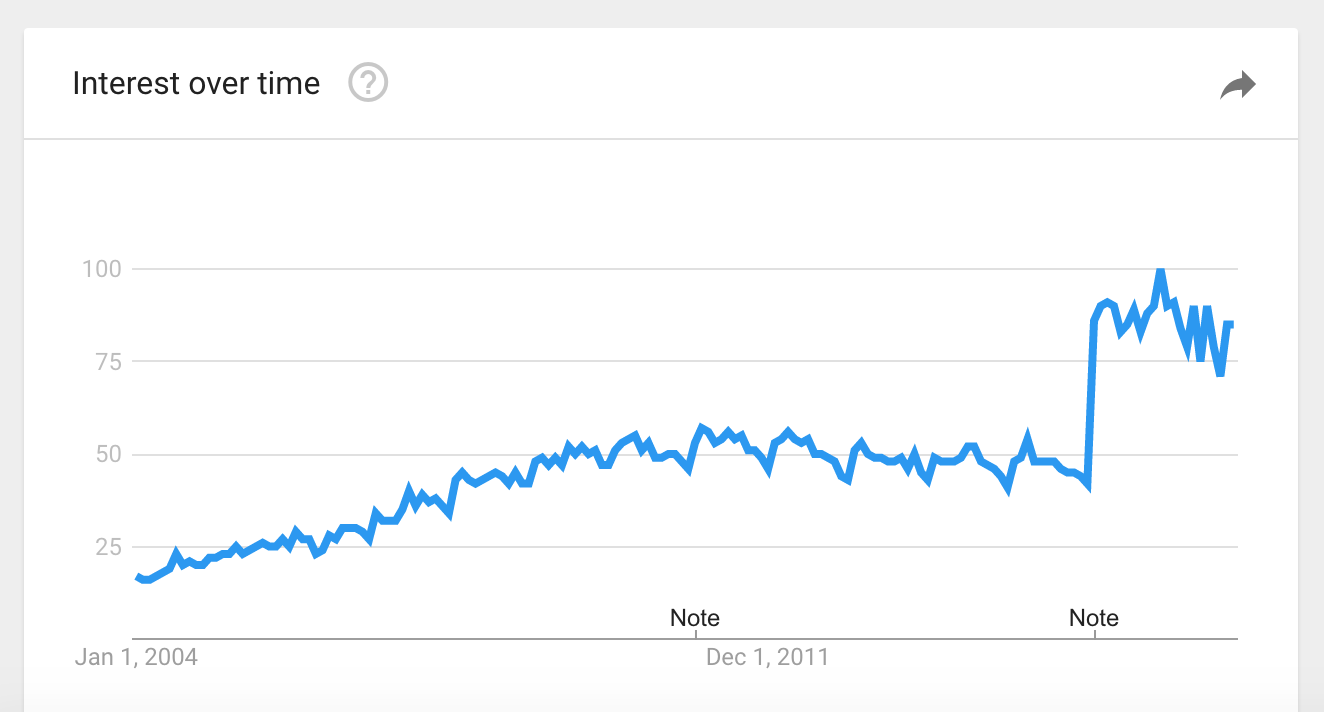 Interest over time ?
100
75
50
25
Note Note
Jan 1, 2004 Dec 1, 2011